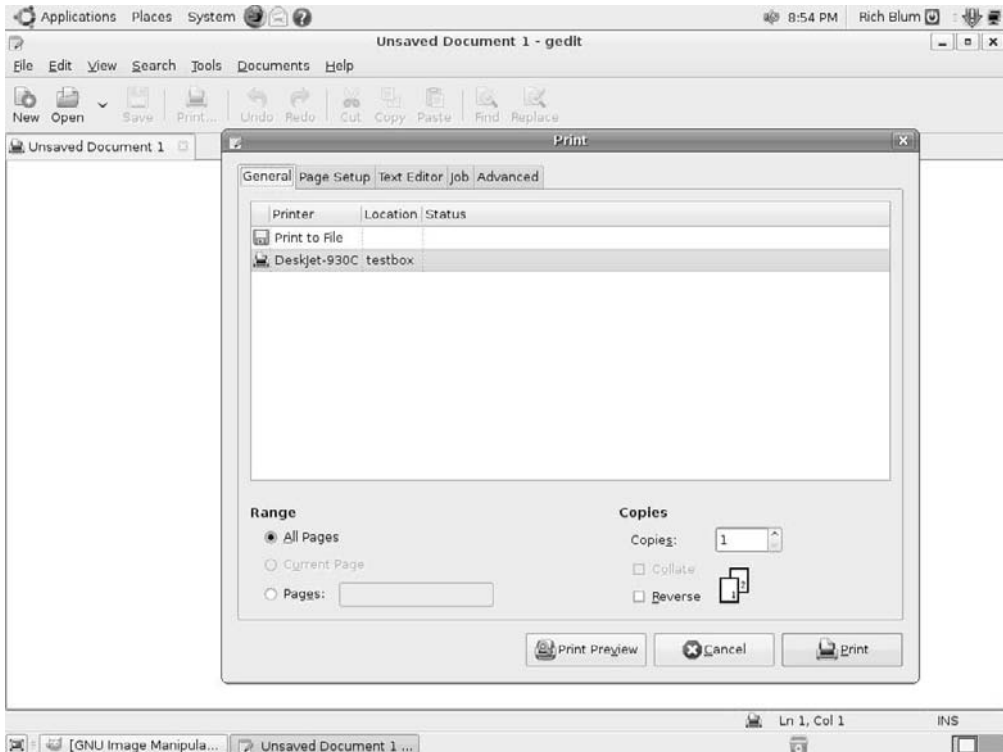 Applications Places System 8:54 PM Rich Blum
Unsaved Document 1 - gedit
File Edit View Search Tools Documents Help
New Open Save Print... Undo Redo Cut Copy Paste Find Replace
Unsaved Document 1
Print
General Page Setup Text Editor Job Advanced
Printer Location Status
Print to File
DeskJet-930C testbox
Range
All Pages
Current Page
Pages:
Copies
Copies: 1
Collate
Reverse
1 2
Print Preview Cancel Print
Ln 1, Col 1 INS
[GNU Image Manipula... Unsaved Document 1 ...